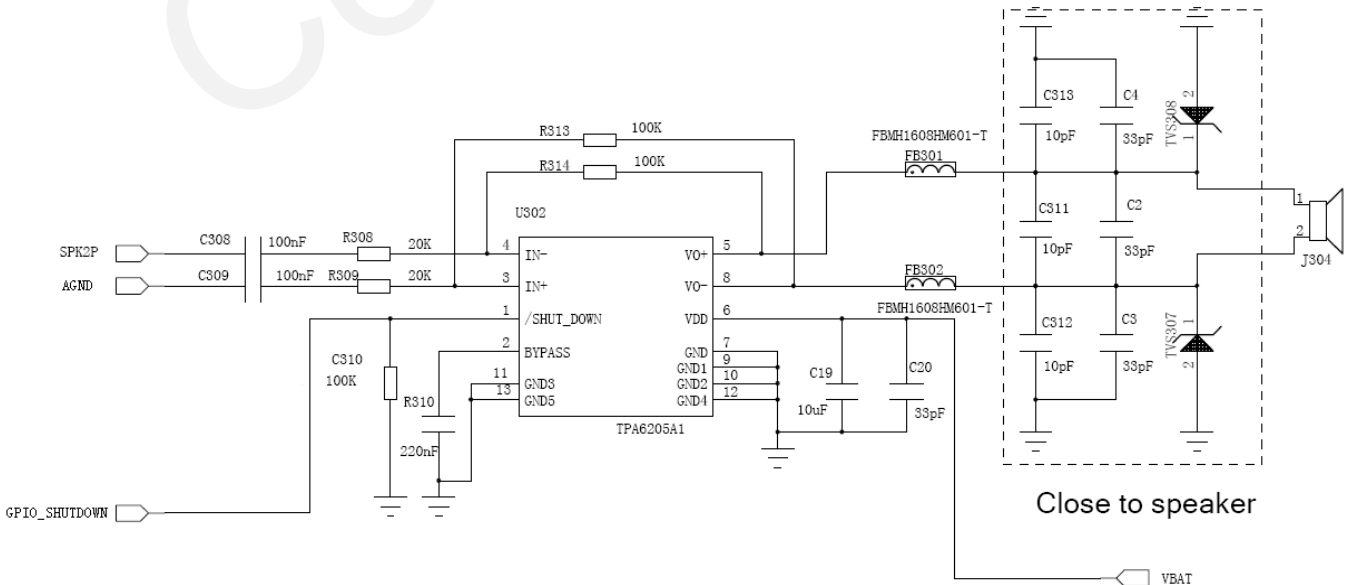 C313
C4
10pF
33pF
2
TVS308
1
R313
100K
R314
100K
FBMH1608HM601-T
FB301
C311
C2
10pF
33pF
1
2
J304
U302
SPK2P
C308
100nF
R308
20K
4
IN-
VO+
5
AGND
C309
100nF
R309
20K
3
IN+
VO-
8
FB302
FBMH1608HM601-T
1
/SHUT_DOWN
VDD
6
2
BYPASS
GND
7
GND1
9
11
GND3
GND2
10
13
GND5
GND4
12
TPA6205A1
C310
100K
R310
220nF
C19
10uF
C20
33pF
C312
C3
10pF
33pF
1
TVS307
2
Close to speaker
GPIO_SHUTDOWN
VBAT